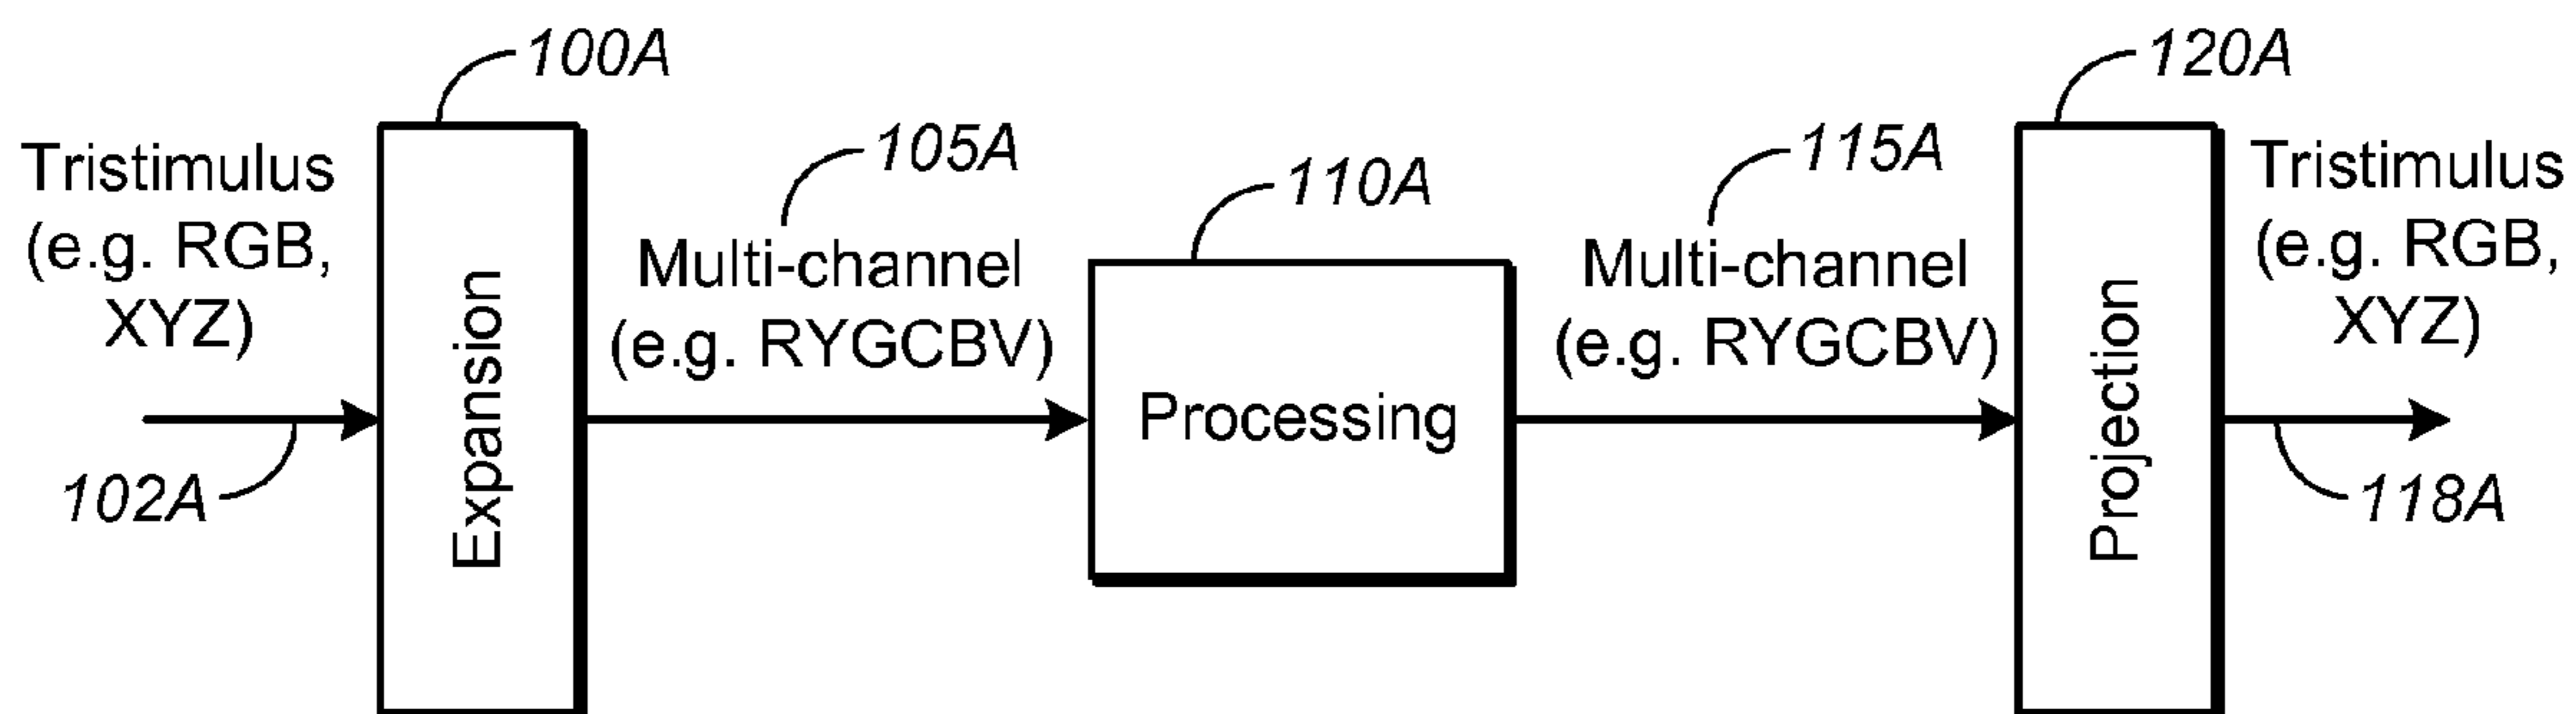 100A
120A
105A
115A
110A
Tristimulus
(e.g. RGB,
XYZ)
Multi-channel
(e.g. RYGCBV)
Multi-channel
(e.g. RYGCBV)
Tristimulus
(e.g. RGB,
XYZ)
Expansion
Processing
Projection
102A
118A